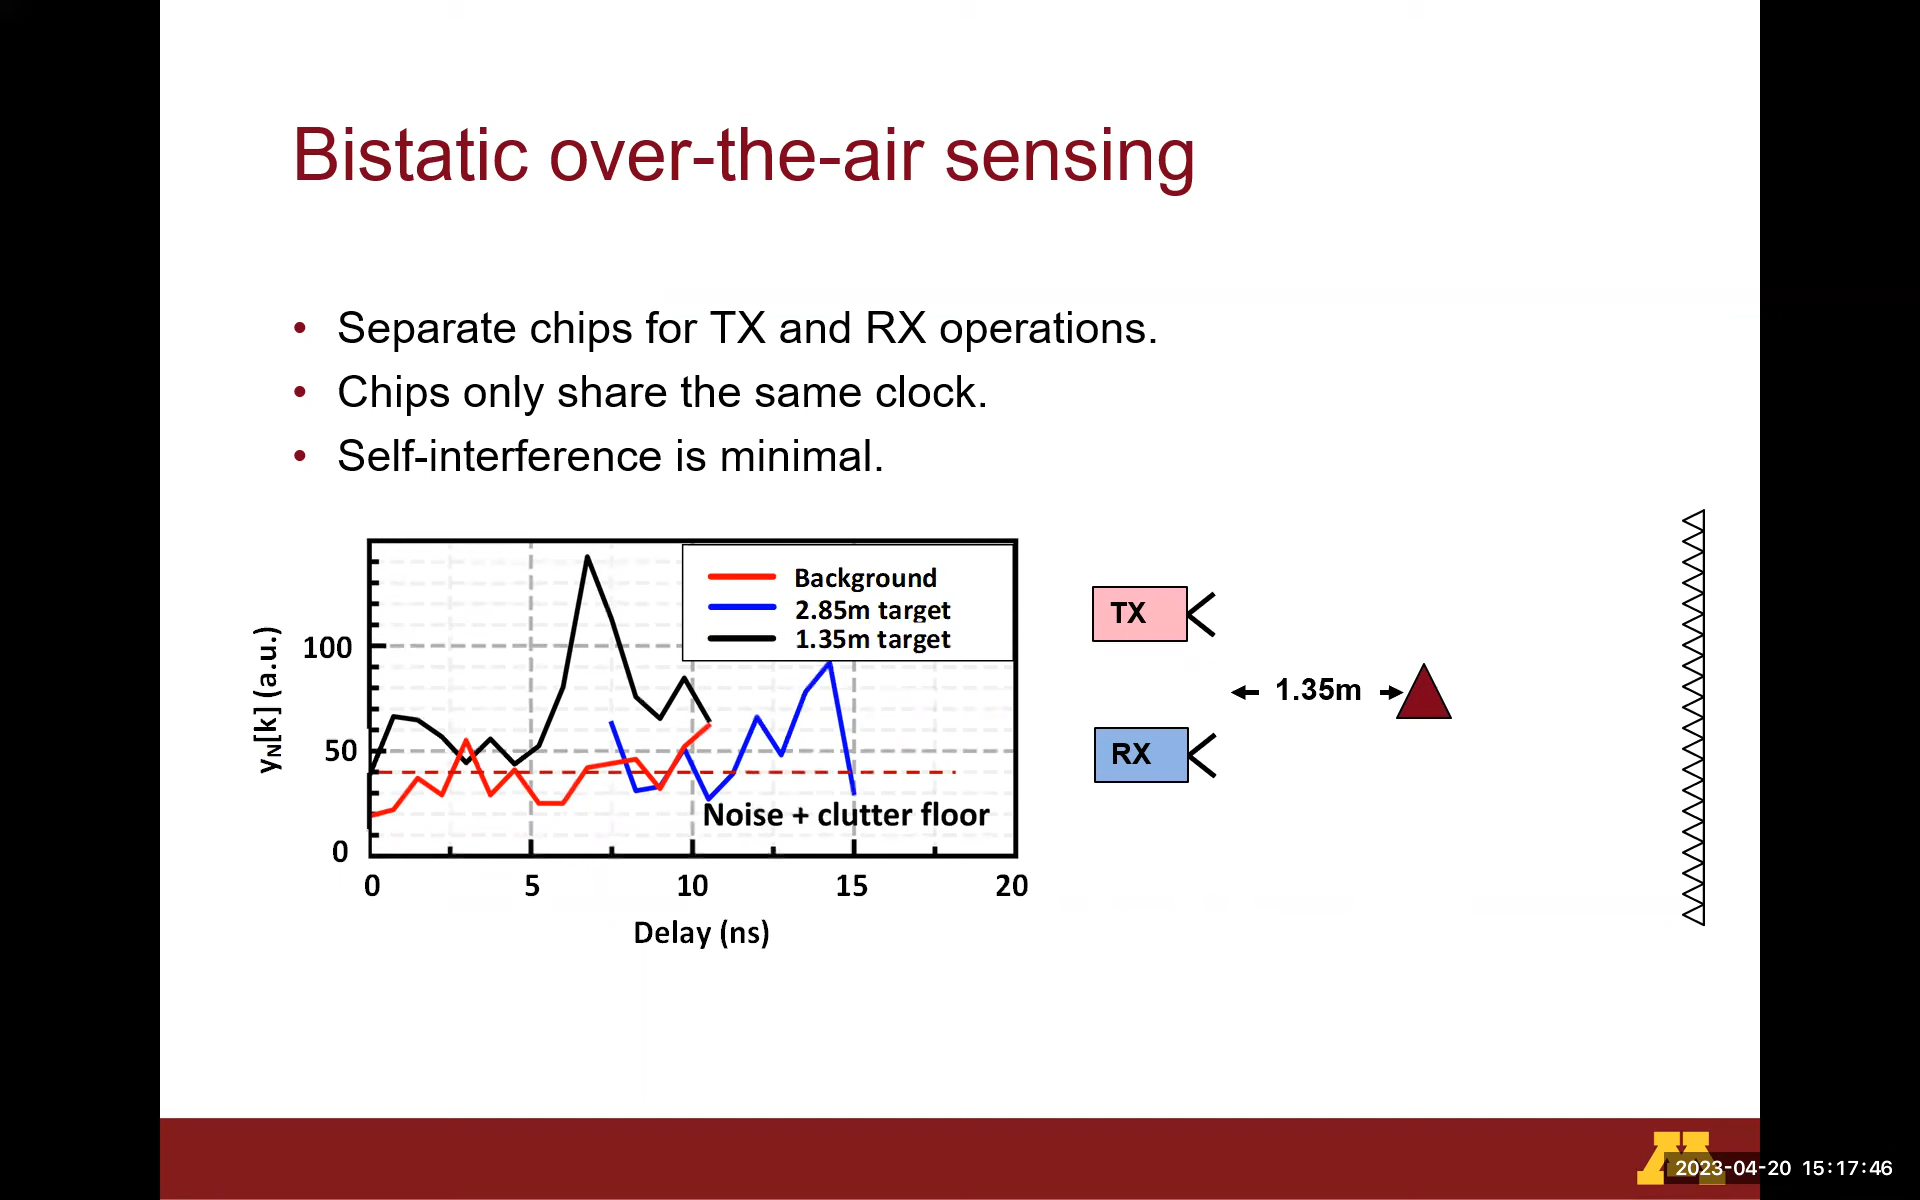 Bistatic over-the-air sensing
• Separate chips for TX and RX operations.
• Chips only share the same clock.
• Self-interference is minimal.
Background
2.85m target
1.35m target
yN[k] (a.u.)
100
50
0
Noise + clutter floor
0 5 10 15 20
Delay (ns)
TX
1.35m
RX
2023-04-20 15:17:46